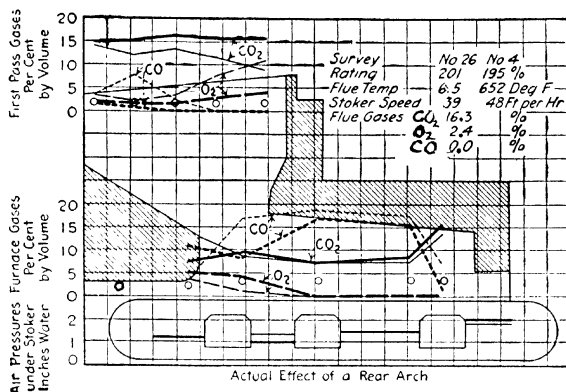 First Pass Gases
Per Cent
by Volume
20
15
10
5
0
CO
CO2
O2
Survey No 26 No 4
Rating 201 195 %
Flue Temp 6.5 652 Deg F
Stoker Speed 39 48 Ft per Hr
Flue Gases CO2 16.3 %
O2 2.4 %
CO 0.0 %
Furnace Gases
Per Cent
by Volume
20
15
10
5
0
CO
CO2
O2
Air Pressures
under Stoker
Inches Water
2
1
0
Actual Effect of a Rear Arch